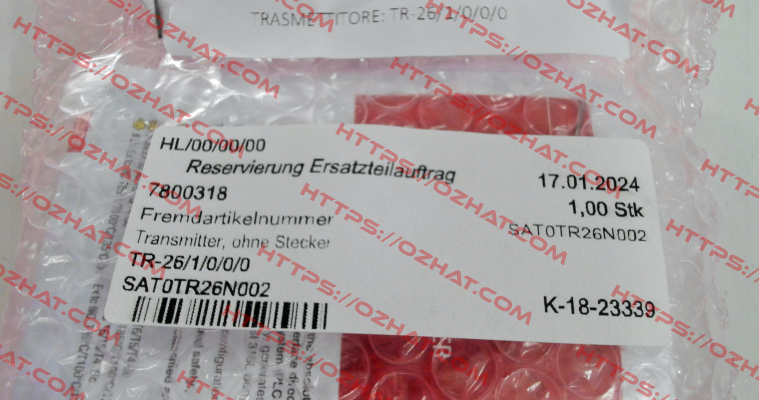 TRASMETTITORE: TR-26/1/0/0/0
HL/00/00/00
Reservierung Ersatzteilauftrag
17.01.2024
7800318
1,00 Stk
Fremdartikelnummer
SAT0TR26N002
Transmitter, ohne Stecker
TR-26/1/0/0/0
SAT0TR26N002
K-18-23339
HTTPS://OZHAT.COM